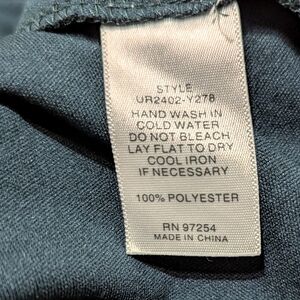 STYLE
UR2402-Y278
HAND WASH IN
COLD WATER
DO NOT BLEACH
LAY FLAT TO DRY
COOL IRON
IF NECESSARY
100% POLYESTER
RN 97254
MADE IN CHINA